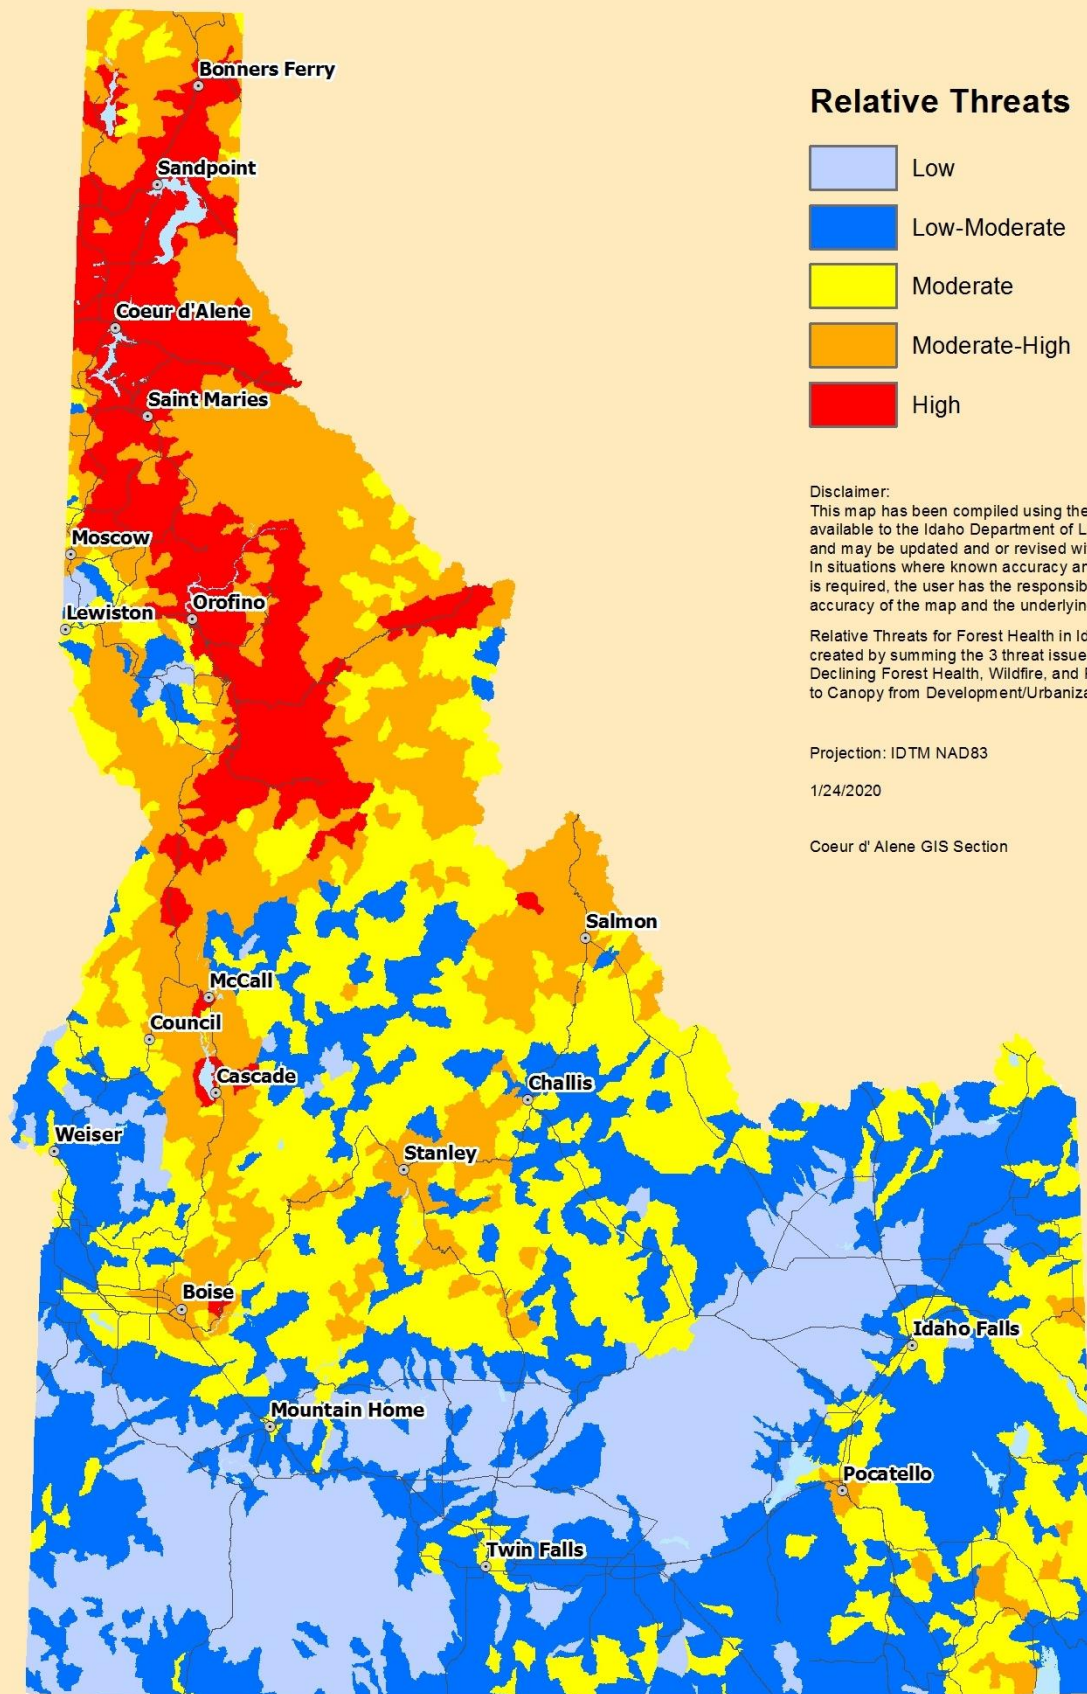 Bonners Ferry
Relative Threats
Low
Sandpoint
Low-Moderate
Moderate
Coeur d'Alene
Moderate-High
Saint Maries
High
Disclaimer:
This map has been compiled using the
available to the Idaho Department of L
and may be updated and or revised wi
In situations where known accuracy an
is required, the user has the responsib
accuracy of the map and the underlyin
Relative Threats for Forest Health in Id
created by summing the 3 threat issue
Declining Forest Health, Wildfire, and
to Canopy from Development/Urbaniza
Projection: IDTM NAD83
1/24/2020
Coeur d' Alene GIS Section
Moscow
Lewiston
Orofino
Salmon
McCall
Council
Cascade
Challis
Weiser
Stanley
Boise
Idaho Falls
Mountain Home
Pocatello
Twin Falls